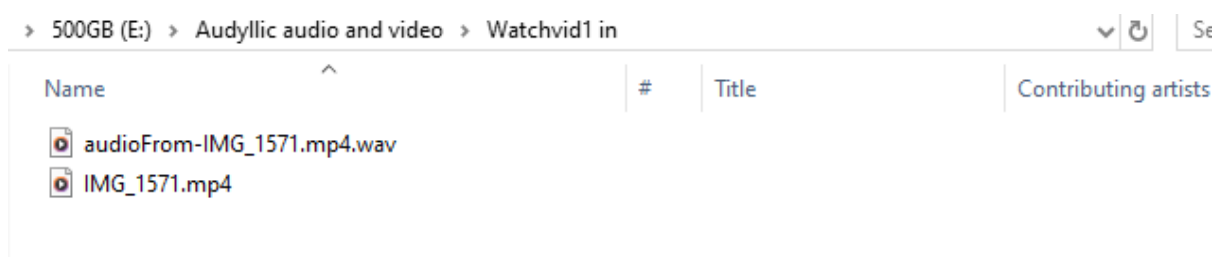 > 500GB (E:) > Audyllic audio and video > Watchvid1 in
Name # Title Contributing artists
audioFrom-IMG_1571.mp4.wav
IMG_1571.mp4